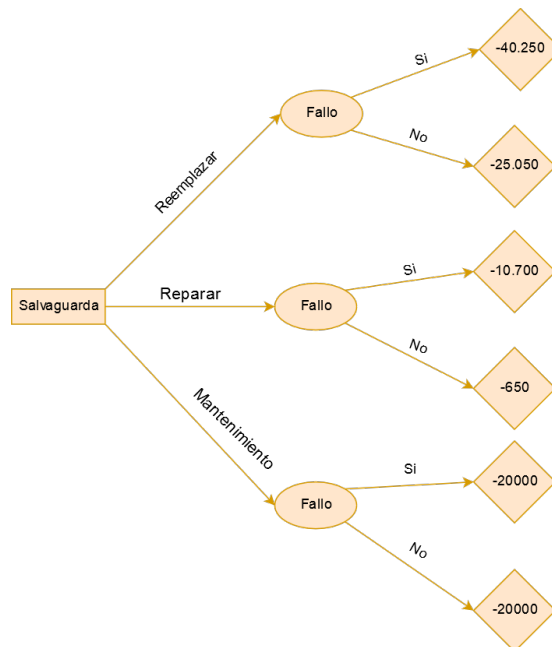 -40.250
Si
Fallo
No
-25.050
Reemplazar
-10.700
Si
Salvaguarda
Reparar
Fallo
No
-650
Mantenimiento
-20000
Si
Fallo
No
-20000